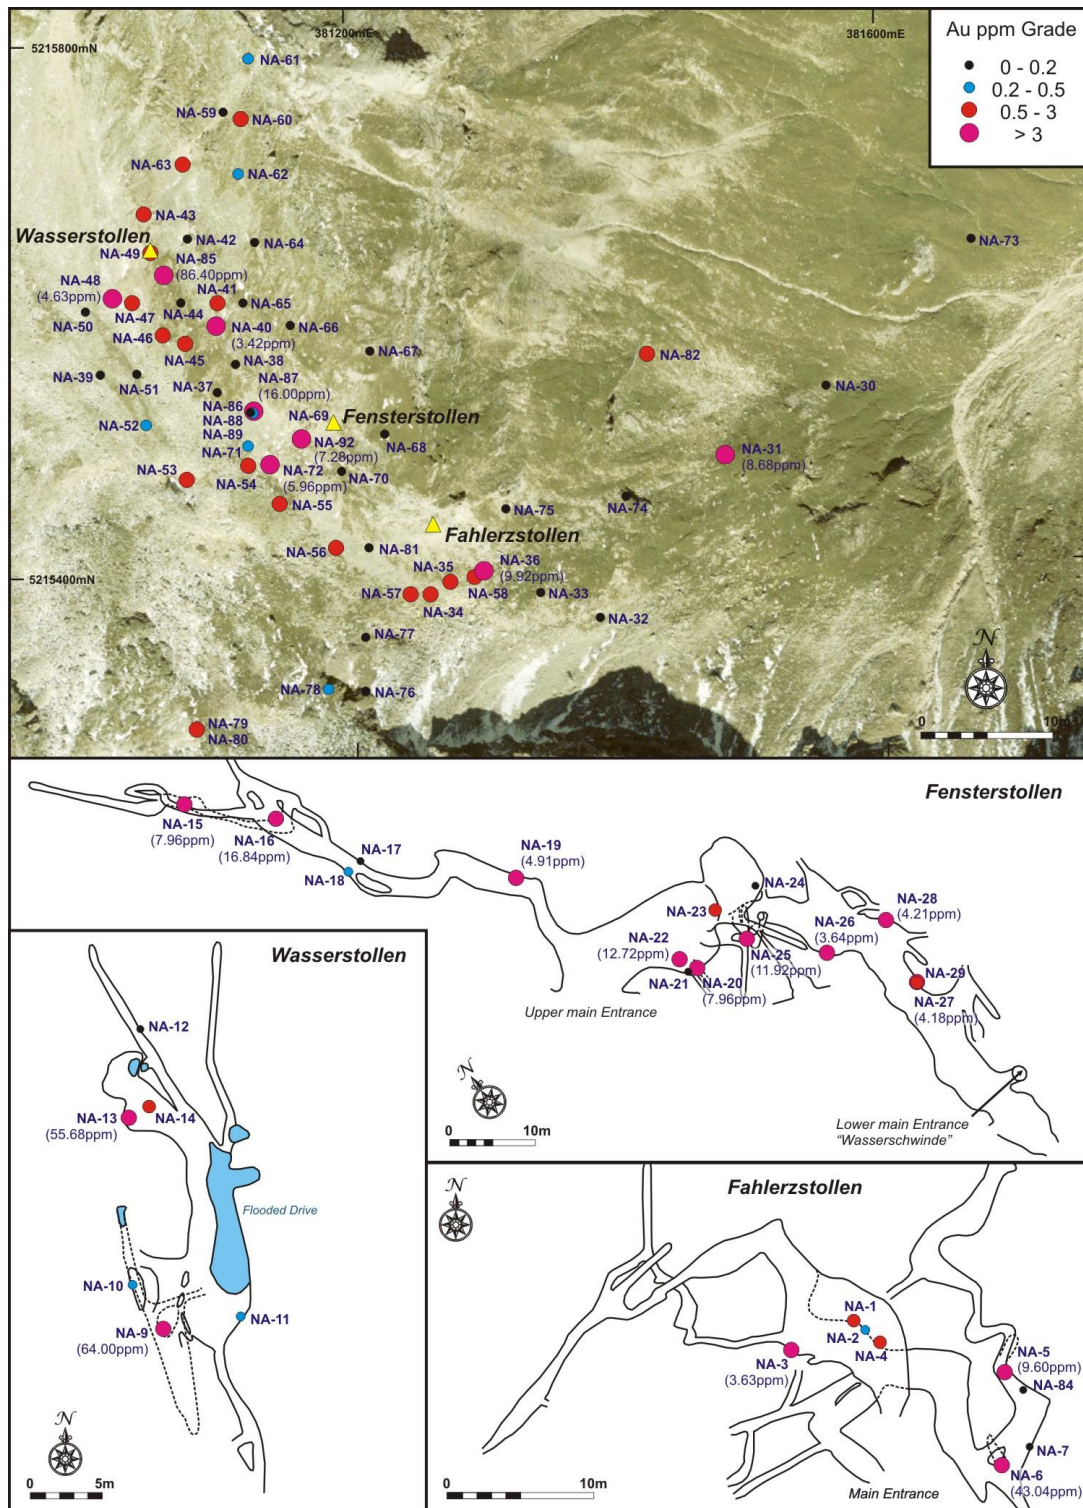 381200mE
381600mE
5215800mN
Au ppm Grade
0 - 0.2
0.2 - 0.5
0.5 - 3
> 3
NA-61
NA-59
NA-60
NA-63
NA-62
NA-43
Wasserstollen
NA-42
NA-64
NA-73
NA-49
NA-85
(86.40ppm)
NA-48
(4.63ppm)
NA-41
NA-47
NA-44
NA-65
NA-50
NA-40
(3.42ppm)
NA-66
NA-46
NA-45
NA-67
NA-82
NA-38
NA-39
NA-51
NA-87
(16.00ppm)
NA-37
NA-30
NA-86
NA-88
NA-89
NA-69
Fensterstollen
NA-52
NA-92
(7.28ppm)
NA-68
NA-71
NA-31
(8.68ppm)
NA-53
NA-54
NA-72
(5.96ppm)
NA-70
NA-55
NA-75
NA-74
Fahlerzstollen
NA-56
NA-81
NA-35
NA-36
(9.92ppm)
5215400mN
NA-57
NA-34
NA-58
NA-33
NA-32
NA-77
N
NA-78
NA-76
NA-79
NA-80
0
10m
Fensterstollen
NA-15
(7.96ppm)
NA-16
(16.84ppm)
NA-17
NA-18
NA-19
(4.91ppm)
NA-24
NA-23
NA-28
(4.21ppm)
NA-26
(3.64ppm)
NA-22
(12.72ppm)
NA-25
(11.92ppm)
NA-21
NA-20
(7.96ppm)
NA-29
NA-27
(4.18ppm)
Upper main Entrance
N
0
10m
Lower main Entrance
"Wasserschwinde"
Wasserstollen
NA-12
NA-13
(55.68ppm)
NA-14
Flooded Drive
NA-10
NA-11
NA-9
(64.00ppm)
N
0
5m
Fahlerzstollen
N
NA-1
NA-2
NA-4
NA-3
(3.63ppm)
NA-5
(9.60ppm)
NA-84
NA-7
NA-6
(43.04ppm)
Main Entrance
0
10m